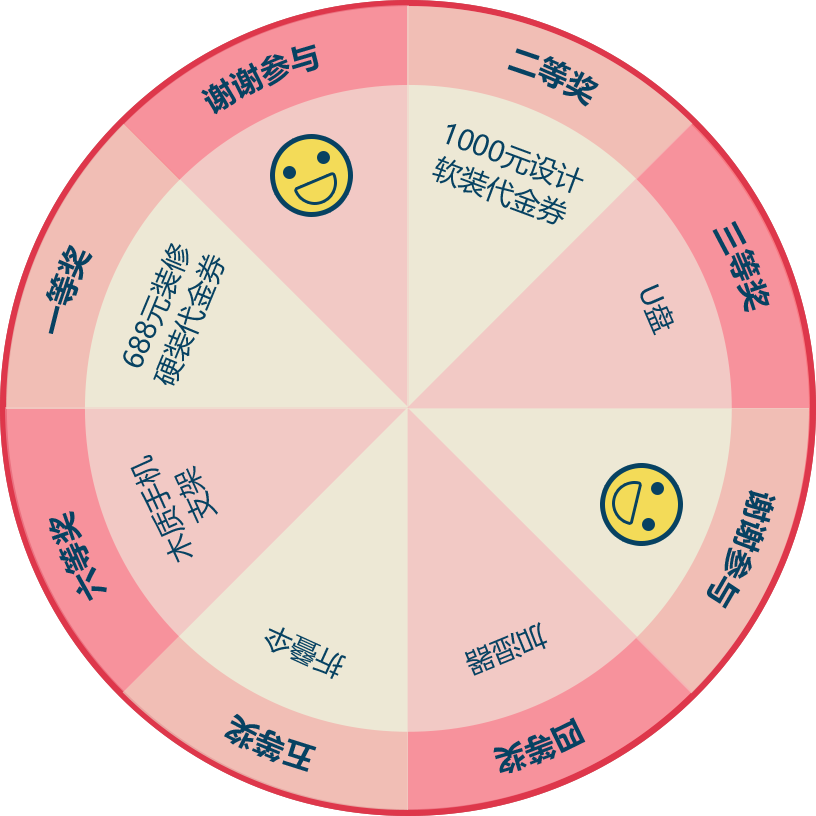 二等奖
1000元设计
软装代金券
三等奖
U盘
谢谢参与
四等奖
加湿器
五等奖
折叠伞
六等奖
木质手机
支架
一等奖
688元装修
硬装代金券
谢谢参与